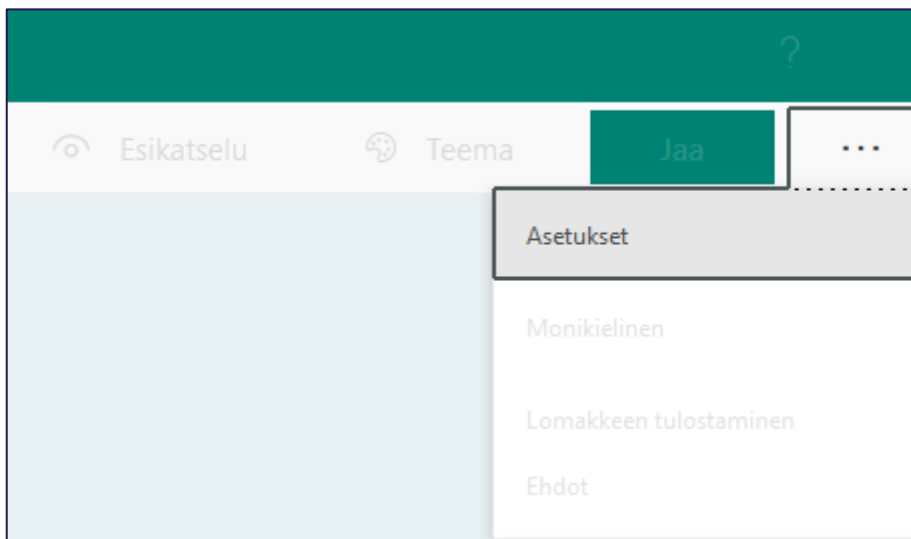 ?
Esikatselu Teema Jaa ...
Asetukset
Monikielinen
Lomakkeen tulostaminen
Ehdot